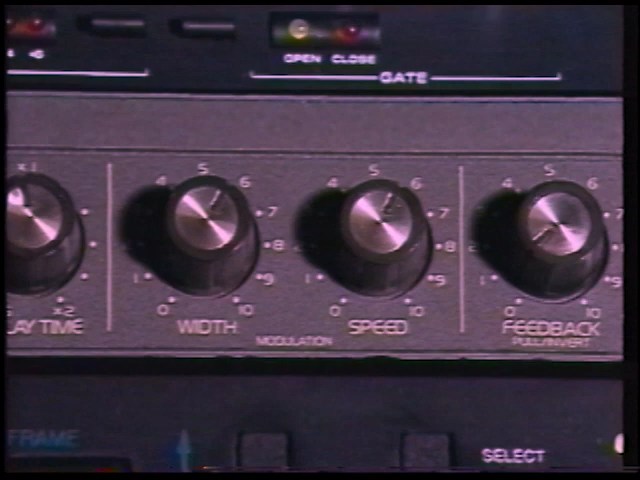 OPEN CLOSE
GATE
x1
4 5 6 7 8 9 10 0 1
4 5 6 7 8 9 10 0 1
4 5 6 7 9 10 0 1
x2
LAY TIME WIDTH SPEED FEEDBACK
MODULATION PULL/INVERT
FRAME
SELECT